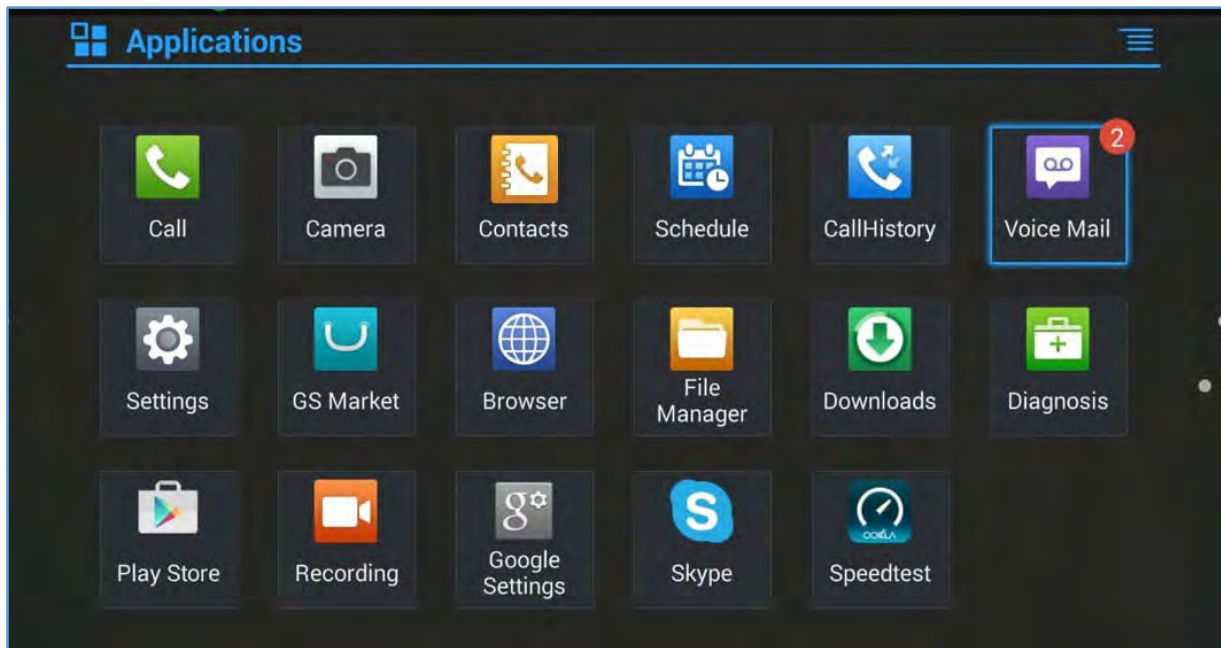 Applications
2
Call
Camera
Contacts
Schedule
CallHistory
Voice Mail
Settings
GS Market
Browser
File
Manager
Downloads
Diagnosis
Play Store
Recording
g
Google
Settings
S
Skype
OOKLA
Speedtest